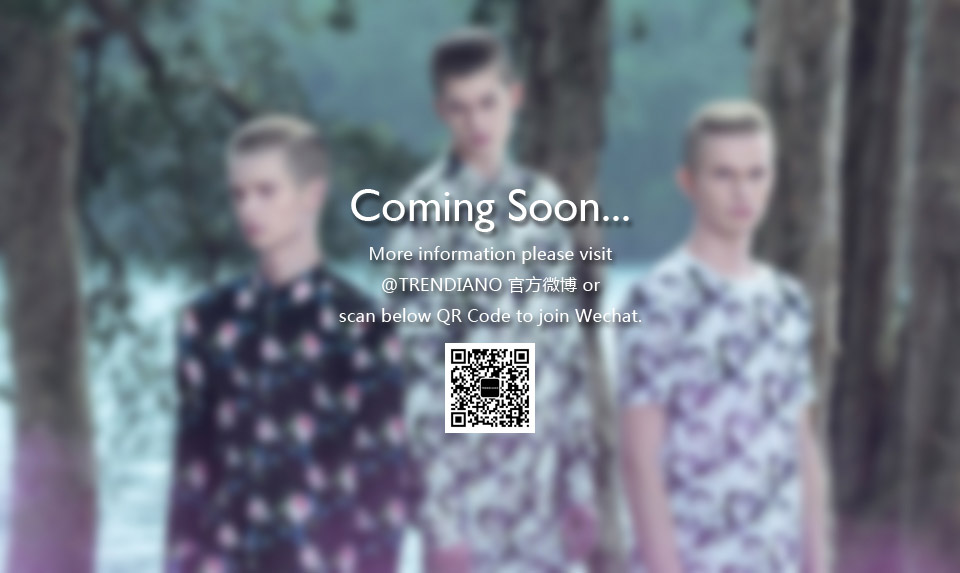 Coming Soon...
More information please visit
@TRENDIANO 官方微博 or
scan below QR Code to join Wechat.